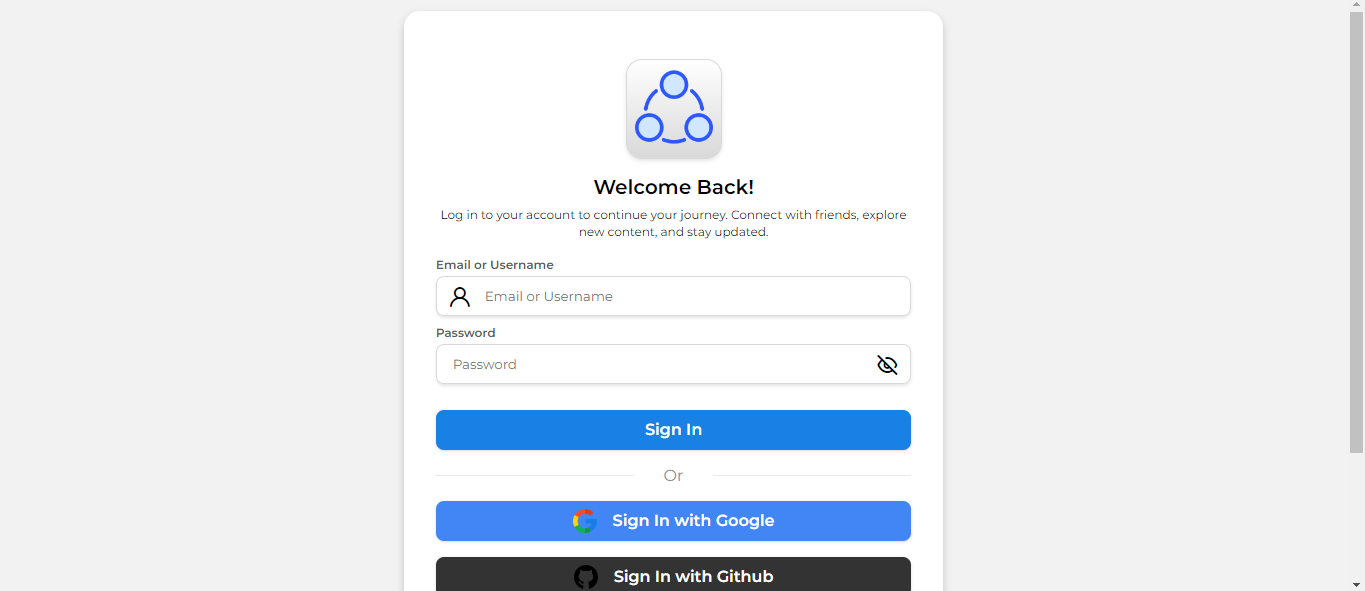 Welcome Back!
Log in to your account to continue your journey. Connect with friends, explore
new content, and stay updated.
Email or Username
Email or Username
Password
Password
Sign In
Or
Sign In with Google
Sign In with Github